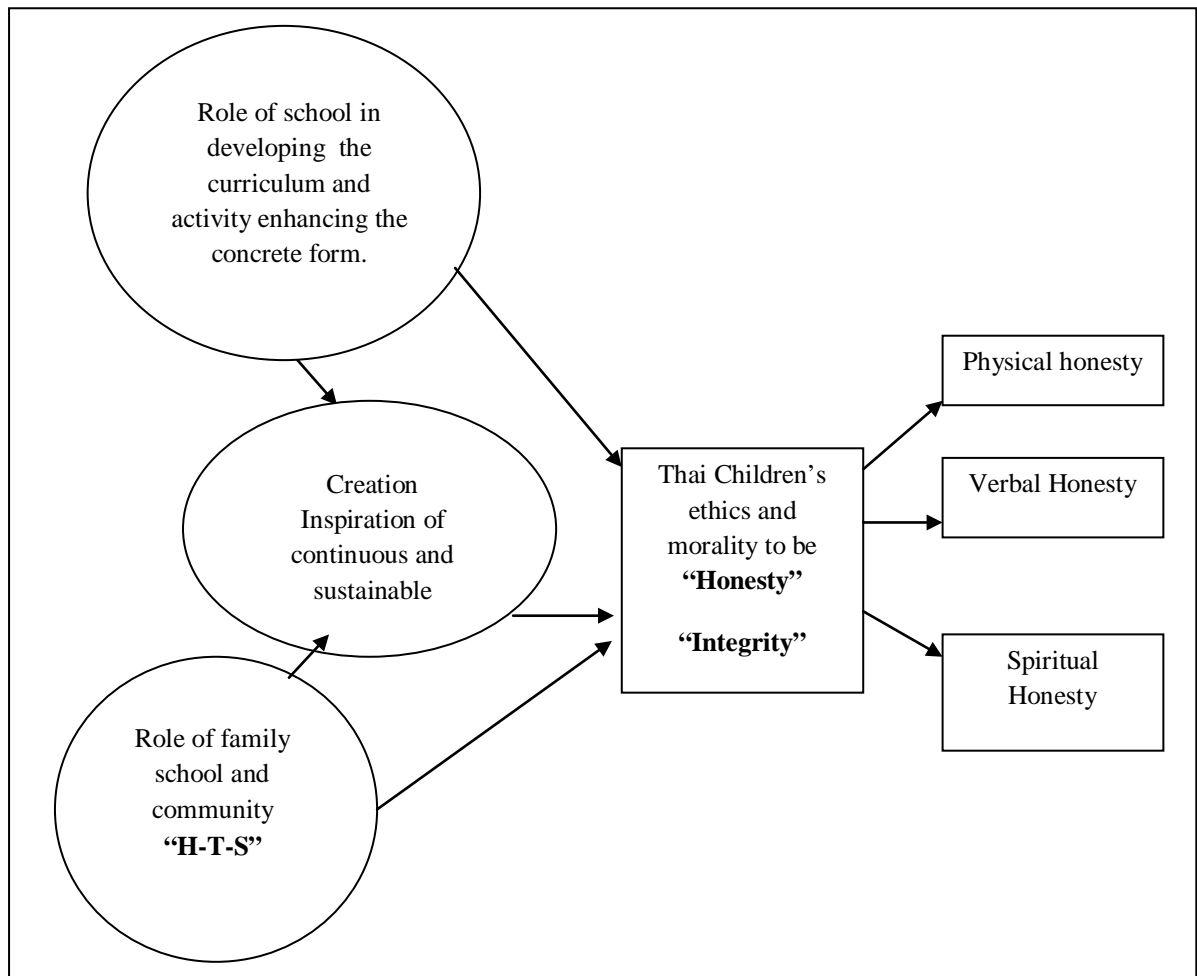 Role of school in
developing the
curriculum and
activity enhancing the
concrete form.
Creation
Inspiration of
continuous and
sustainable
Role of family
school and
community
“H-T-S”
Thai Children’s
ethics and
morality to be
“Honesty”
“Integrity”
Physical honesty
Verbal Honesty
Spiritual
Honesty